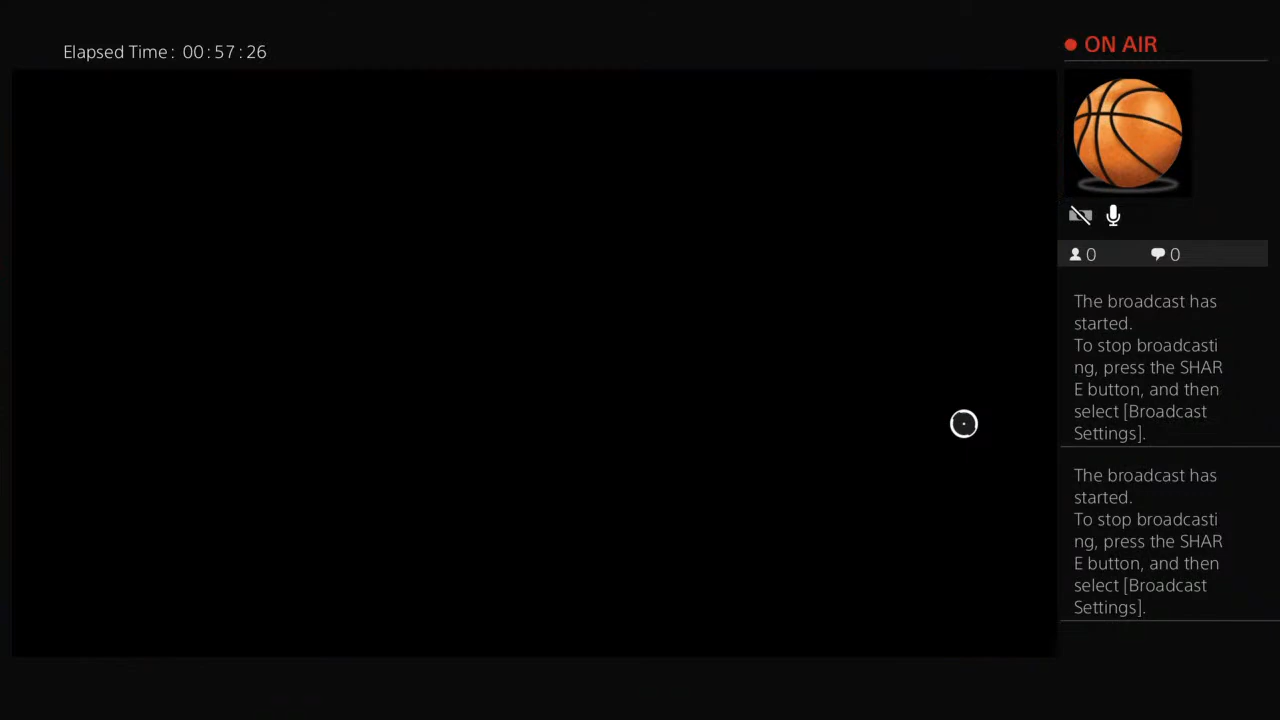 Elapsed Time: 00:57:26
ON AIR
0 0
The broadcast has
started.
To stop broadcasti
ng, press the SHAR
E button, and then
select [Broadcast
Settings].
The broadcast has
started.
To stop broadcasti
ng, press the SHAR
E button, and then
select [Broadcast
Settings].